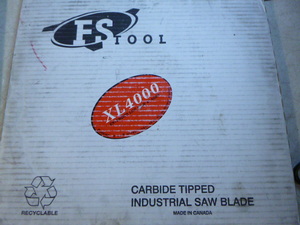 FS TOOL
XL4000
CARBIDE TIPPED
INDUSTRIAL SAW BLADE
MADE IN CANADA
RECYCLABLE